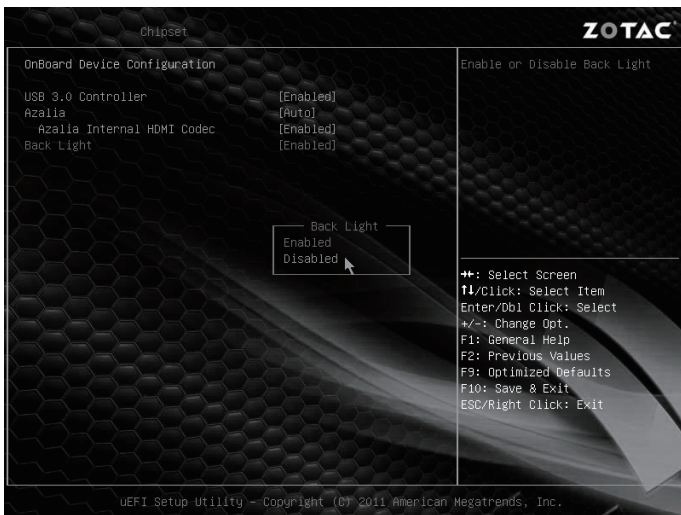 Chipset
ZOTAC
OnBoard Device Configuration
Enable or Disable Back Light
USB 3.0 Controller [Enabled]
Azalia [Auto]
Azalia Internal HDMI Codec [Enabled]
Back Light [Enabled]
Back Light
Enabled
Disabled
→←: Select Screen
↑↓/Click: Select Item
Enter/Dbl Click: Select
+/-: Change Opt.
F1: General Help
F2: Previous Values
F9: Optimized Defaults
F10: Save & Exit
ESC/Right Click: Exit
uEFI Setup Utility - Copyright (C) 2011 American Megatrends, Inc.